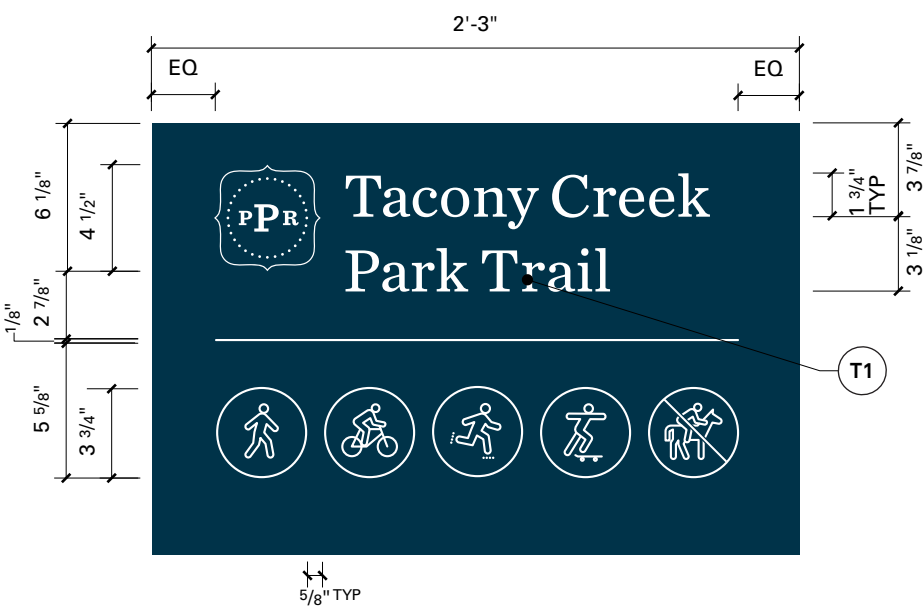 2'-3"
EQ
EQ
6 1/8"
4 1/2"
2 7/8"
1/8"
5 5/8"
3 3/4"
PPR
Tacony Creek
Park Trail
1 3/4"
TYP
3 7/8"
3 1/8"
T1
5/8" TYP